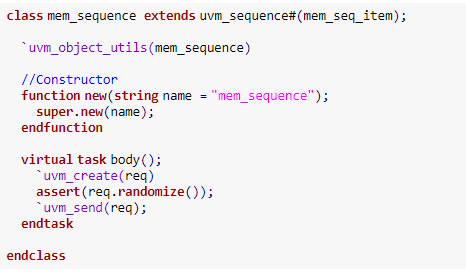 class mem_sequence extends uvm_sequence#(mem_seq_item);
`uvm_object_utils(mem_sequence)
//Constructor
function new(string name = "mem_sequence");
super.new(name);
endfunction
virtual task body();
`uvm_create(req)
assert(req.randomize());
`uvm_send(req);
endtask
endclass